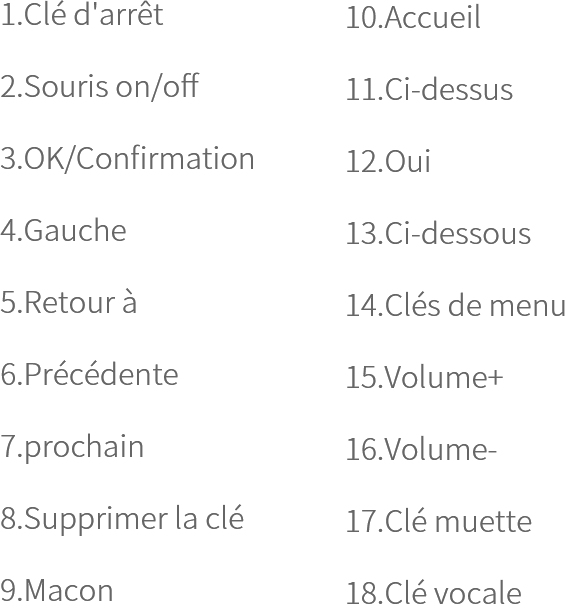 1.Clé d'arrêt
2.Souris on/off
3.OK/Confirmation
4.Gauche
5.Retour à
6.Précédente
7.prochain
8.Supprimer la clé
9.Macon
10.Accueil
11.Ci-dessus
12.Oui
13.Ci-dessous
14.Clés de menu
15.Volume+
16.Volume-
17.Clé muette
18.Clé vocale